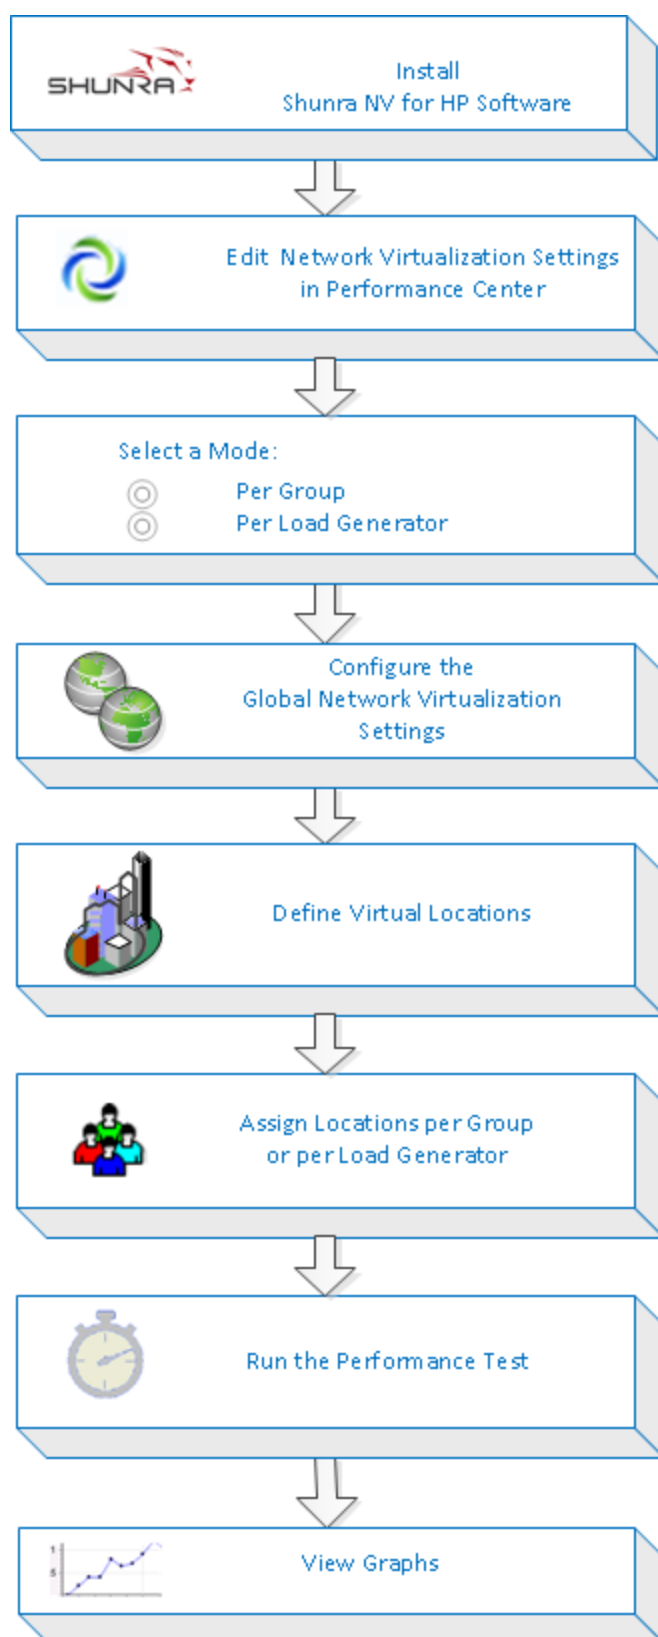 SHUNRA
Install
Shunra NV for HP Software
Edit Network Virtualization Settings
in Performance Center
Select a Mode:
Per Group
Per Load Generator
Configure the
Global Network Virtualization
Settings
Define Virtual Locations
Assign Locations per Group
or per Load Generator
Run the Performance Test
1
5
View Graphs